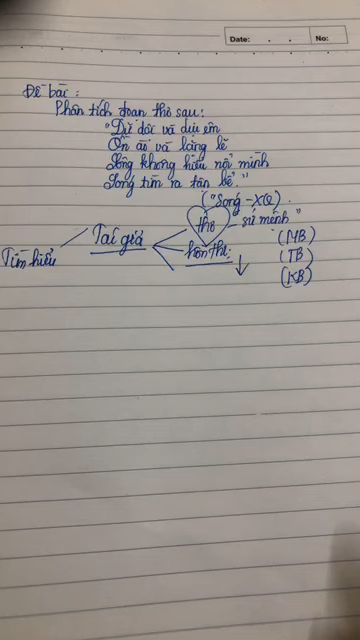 Date: . . No:
Đề bài:
Phân tích đoạn thơ sau:
"Dữ dội và dịu êm
Ồn ào và lặng lẽ
Sông không hiểu nổi mình
Sóng tìm ra tận bể."
("Sóng - XQ)
thơ - sứ mệnh"
Tác giả
Tìm hiểu
hồn thơ:
(MB)
(TB)
(KB)